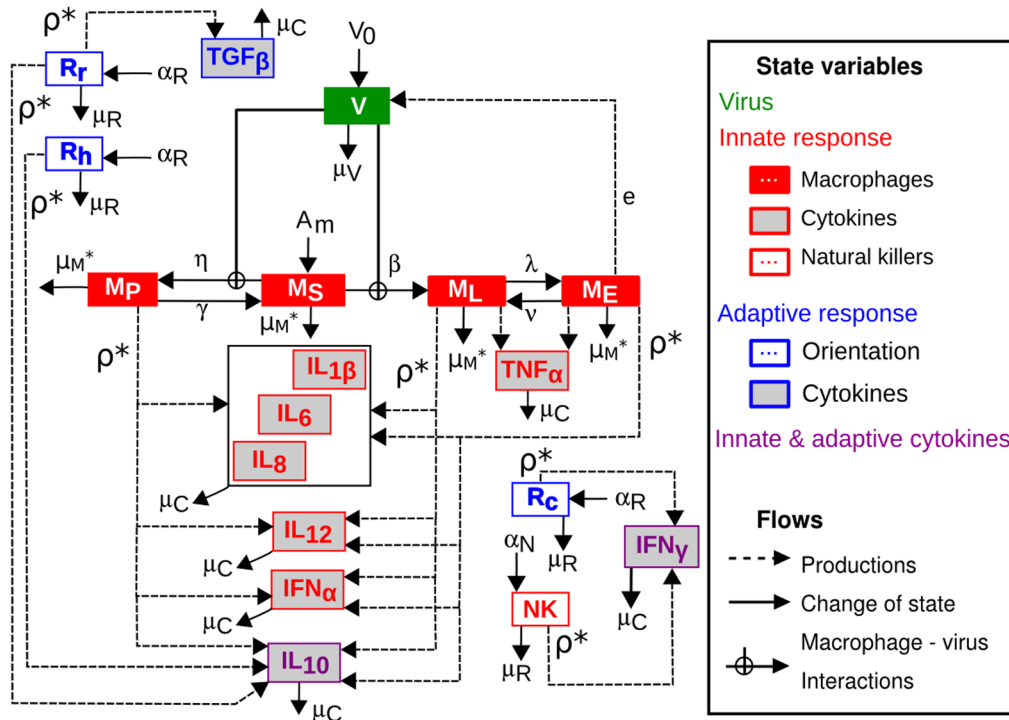 ρ*
TGFβ
μC
V0
Rr
αR
ρ*
μR
V
μV
Rh
αR
ρ*
μR
e
Am
μM*
MP
η
γ
MS
β
ML
λ
ν
ME
μM*
μM*
μM*
ρ*
ρ*
ρ*
IL1β
IL6
IL8
μC
TNFα
μC
IL12
μC
IFNα
μC
IL10
μC
ρ*
Rc
αR
μR
αN
NK
μR
ρ*
IFNγ
μC
State variables
Virus
Innate response
... Macrophages
Cytokines
... Natural killers
Adaptive response
... Orientation
Cytokines
Innate & adaptive cytokines
Flows
Productions
Change of state
Macrophage - virus
Interactions